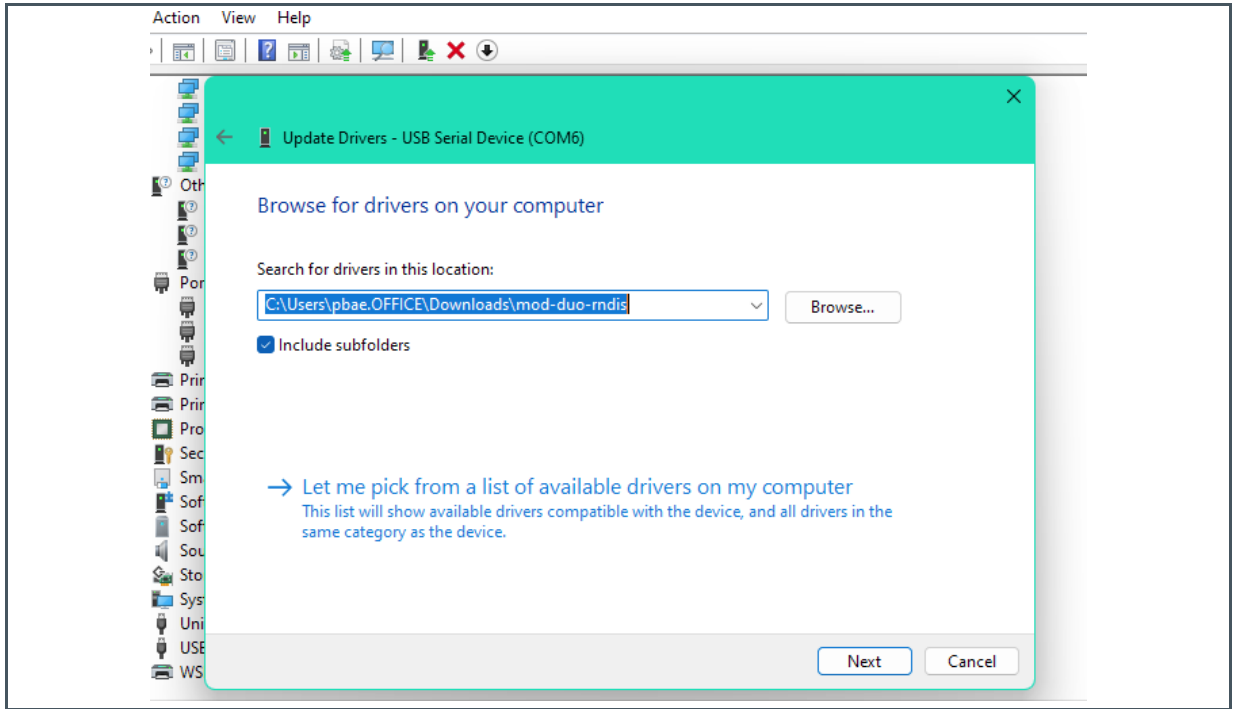 Action View Help
Update Drivers - USB Serial Device (COM6)
Oth
Browse for drivers on your computer
Search for drivers in this location:
Por
C:\Users\pbae.OFFICE\Downloads\mod-duo-rndis
Browse...
Include subfolders
Prin
Prin
Pro
Sec
Sm
Let me pick from a list of available drivers on my computer
Sof
This list will show available drivers compatible with the device, and all drivers in the
Sof
same category as the device.
Sou
Sto
Sys
Uni
USB
WS
Next Cancel